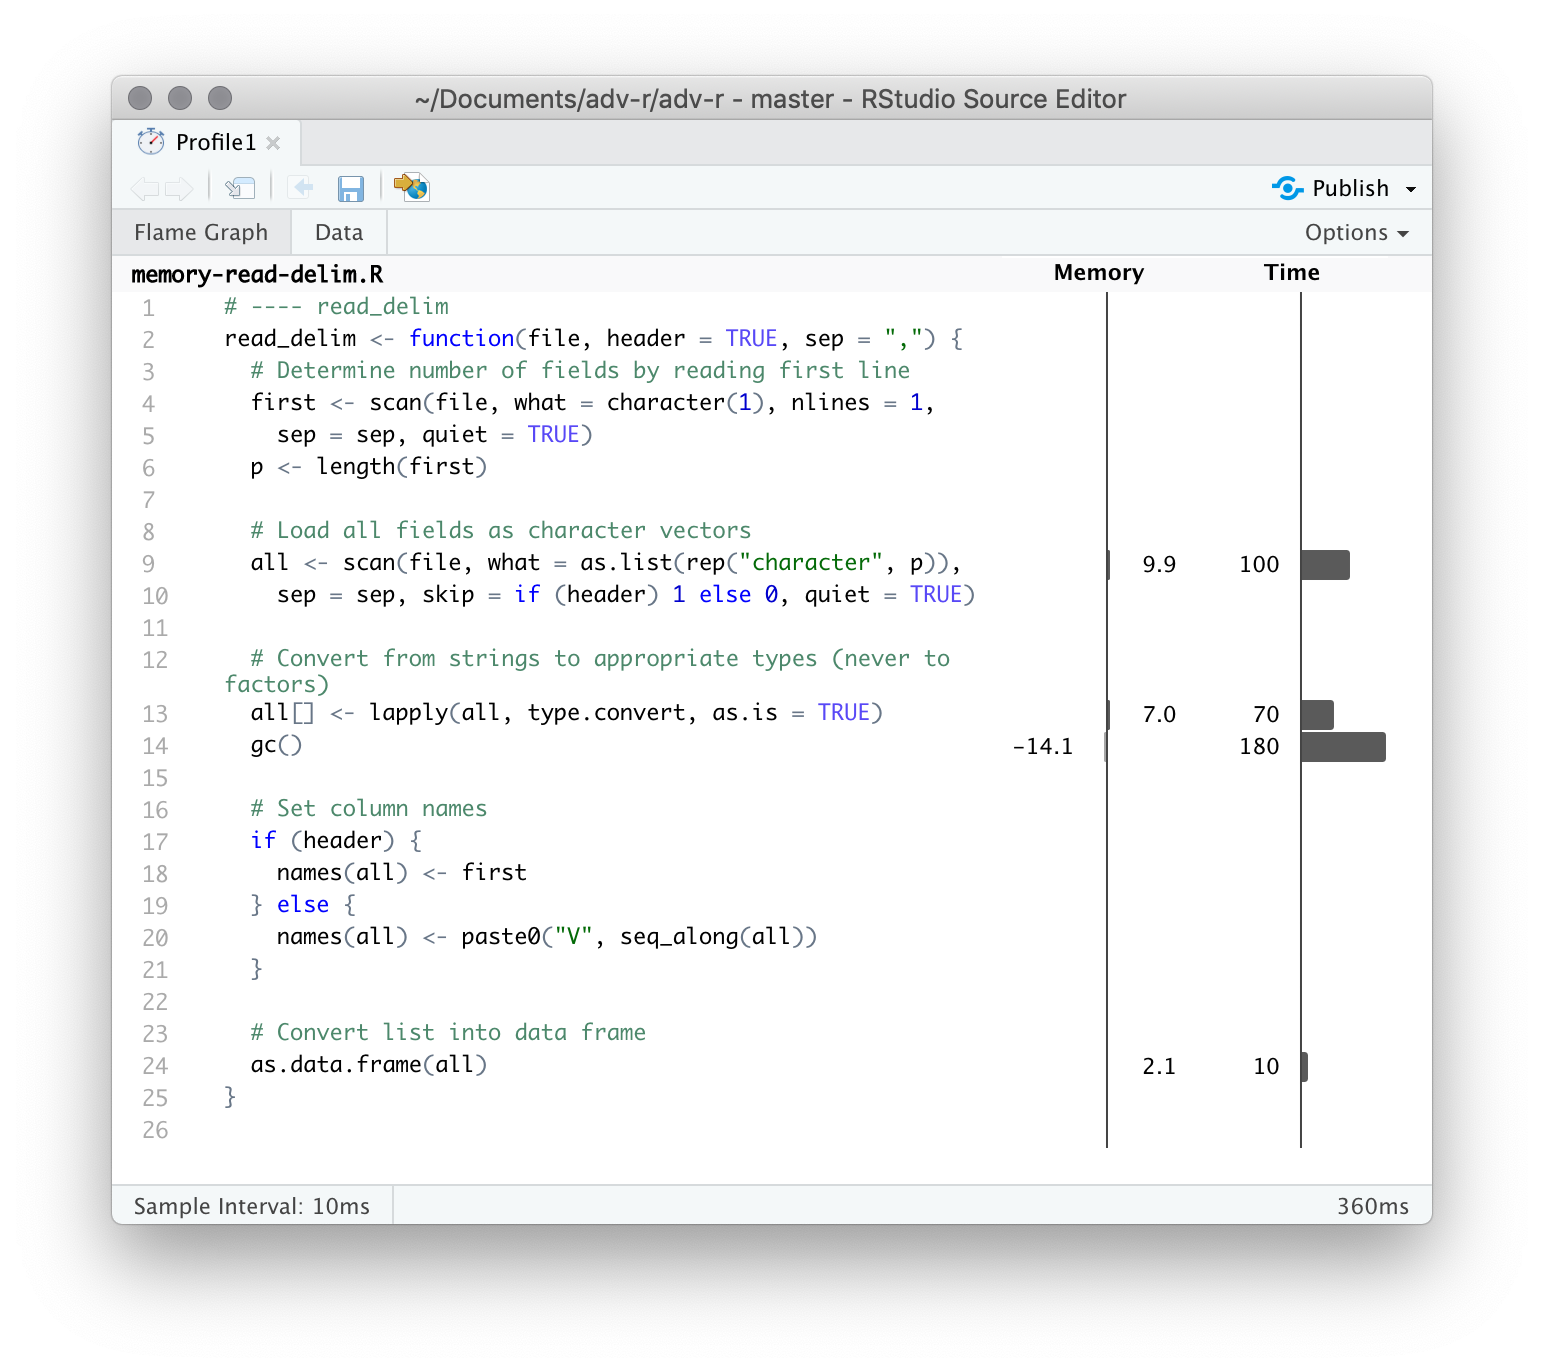 ~/Documents/adv-r/adv-r - master - RStudio Source Editor
Profile1
Publish
Flame Graph Data Options
memory-read-delim.R Memory Time
1 # ---- read_delim
2 read_delim <- function(file, header = TRUE, sep = ",") {
3 # Determine number of fields by reading first line
4 first <- scan(file, what = character(1), nlines = 1,
5 sep = sep, quiet = TRUE)
6 p <- length(first)
7
8 # Load all fields as character vectors
9 all <- scan(file, what = as.list(rep("character", p)), 9.9 100
10 sep = sep, skip = if (header) 1 else 0, quiet = TRUE)
11
12 # Convert from strings to appropriate types (never to
factors)
13 all[] <- lapply(all, type.convert, as.is = TRUE) 7.0 70
14 gc() -14.1 180
15
16 # Set column names
17 if (header) {
18 names(all) <- first
19 } else {
20 names(all) <- paste0("V", seq_along(all))
21 }
22
23 # Convert list into data frame
24 as.data.frame(all) 2.1 10
25 }
26
Sample Interval: 10ms 360ms